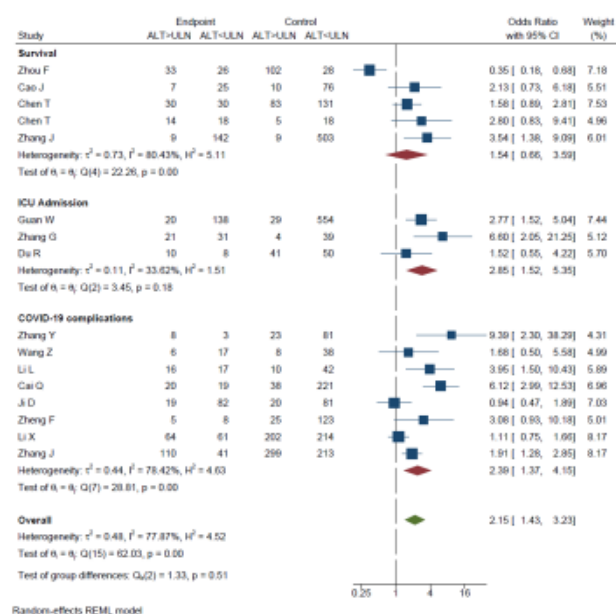 Endpoint Control Odds Ratio Weight
Study ALT>ULN ALT<ULN ALT>ULN ALT<ULN with 95% CI (%)
Survival
Zhou F 33 26 102 28 0.35 [ 0.18, 0.68] 7.18
Cao J 7 25 10 76 2.13 [ 0.73, 6.18] 5.51
Chen T 30 30 83 131 1.58 [ 0.89, 2.81] 7.53
Chen T 14 18 5 18 2.80 [ 0.83, 9.41] 4.96
Zhang J 9 142 9 503 3.54 [ 1.38, 9.09] 6.01
Heterogeneity: τ² = 0.73, I² = 80.43%, H² = 5.11 1.54 [ 0.66, 3.59]
Test of θᵢ = θⱼ: Q(4) = 22.26, p = 0.00
ICU Admission
Guan W 20 138 29 554 2.77 [ 1.52, 5.04] 7.44
Zhang G 21 31 4 39 6.60 [ 2.05, 21.25] 5.12
Du R 10 8 41 50 1.52 [ 0.55, 4.22] 5.70
Heterogeneity: τ² = 0.11, I² = 33.62%, H² = 1.51 2.85 [ 1.52, 5.35]
Test of θᵢ = θⱼ: Q(2) = 3.45, p = 0.18
COVID-19 complications
Zhang Y 8 3 23 81 9.39 [ 2.30, 38.29] 4.31
Wang Z 6 17 8 38 1.68 [ 0.50, 5.58] 4.99
Li L 16 17 10 42 3.95 [ 1.50, 10.43] 5.89
Cai Q 20 19 38 221 6.12 [ 2.99, 12.53] 6.96
Ji D 19 82 20 81 0.94 [ 0.47, 1.89] 7.03
Zheng F 5 8 25 123 3.08 [ 0.93, 10.18] 5.01
Li X 64 61 202 214 1.11 [ 0.75, 1.66] 8.17
Zhang J 110 41 299 213 1.91 [ 1.28, 2.85] 8.17
Heterogeneity: τ² = 0.44, I² = 78.42%, H² = 4.63 2.39 [ 1.37, 4.15]
Test of θᵢ = θⱼ: Q(7) = 28.81, p = 0.00
Overall 2.15 [ 1.43, 3.23]
Heterogeneity: τ² = 0.48, I² = 77.87%, H² = 4.52
Test of θᵢ = θⱼ: Q(15) = 62.03, p = 0.00
Test of group differences: Q_b(2) = 1.33, p = 0.51
0.25 1 4 16
Random-effects REML model